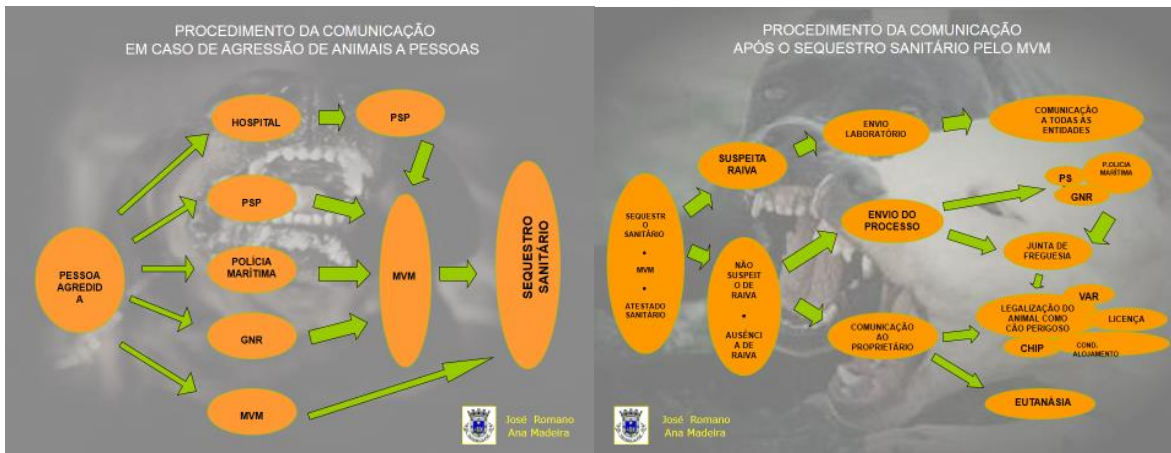 PROCEDIMENTO DA COMUNICAÇÃO
EM CASO DE AGRESSÃO DE ANIMAIS A PESSOAS
HOSPITAL
PSP
PSP
POLÍCIA
MARÍTIMA
PESSOA
AGREDID
A
GNR
MVM
MVM
SEQUESTRO
SANITÁRIO
José Romano
Ana Madeira
PROCEDIMENTO DA COMUNICAÇÃO
APÓS O SEQUESTRO SANITÁRIO PELO MVM
SEQUESTR
O
SANITÁRIO
•
MVM
•
ATESTADO
SANITÁRIO
SUSPEITA
RAIVA
NÃO
SUSPEIT
O DE
RAIVA
•
AUSÊNCI
A DE
RAIVA
ENVIO
LABORATÓRIO
COMUNICAÇÃO
A TODAS AS
ENTIDADES
ENVIO DO
PROCESSO
PS
POLICIA
MARÍTIMA
GNR
JUNTA DE
FREGUESIA
COMUNICAÇÃO
AO
PROPRIETÁRIO
LEGALIZAÇÃO DO
ANIMAL COMO
CÃO PERIGOSO
VAR
LICENÇA
CHIP
COND.
ALOJAMENTO
EUTANÁSIA
José Romano
Ana Madeira